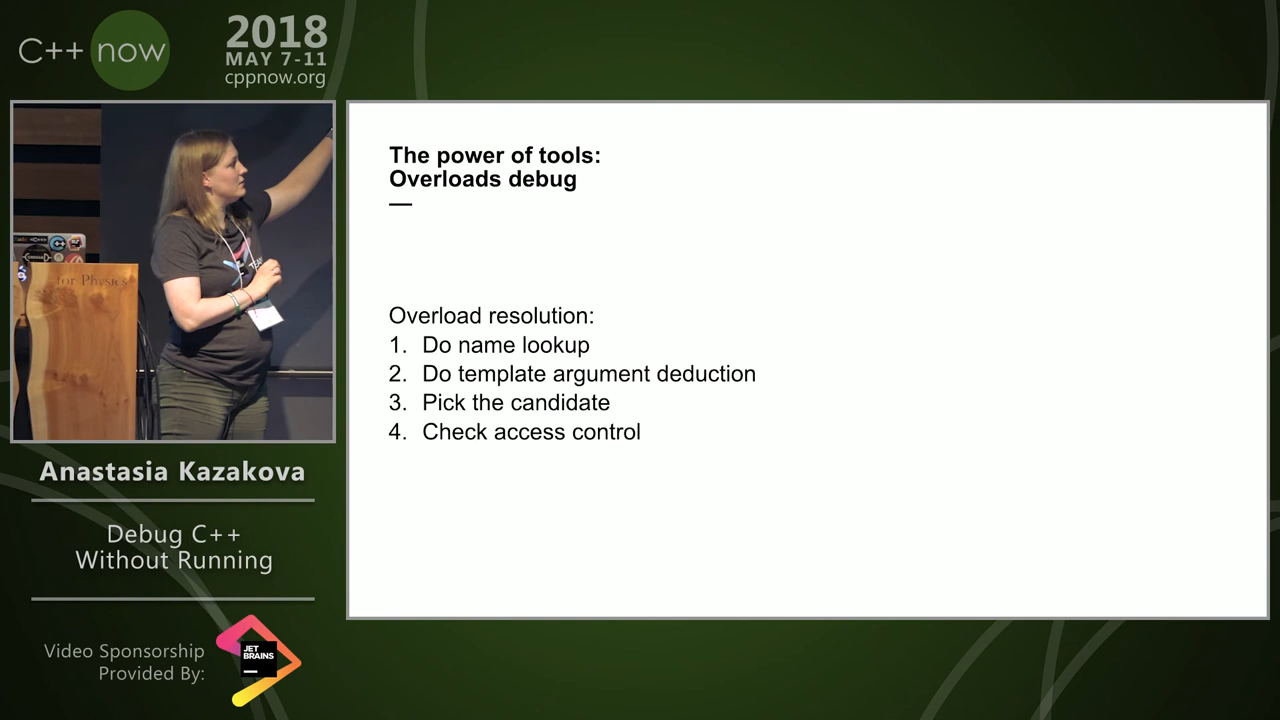 C++ now
2018
MAY 7-11
cppnow.org
for Physics
TEAM
Anastasia Kazakova
Debug C++
Without Running
Video Sponsorship
Provided By:
JET
BRAINS
The power of tools:
Overloads debug
Overload resolution:
1. Do name lookup
2. Do template argument deduction
3. Pick the candidate
4. Check access control